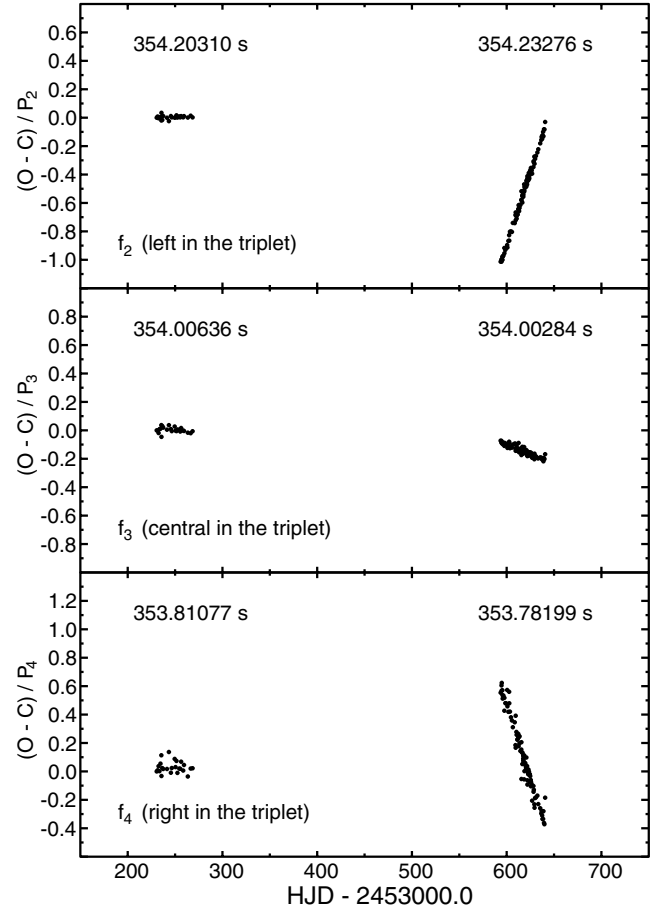 354.20310 s 354.23276 s
0.6
0.4
0.2
0.0
-0.2
-0.4
-0.6
-0.8
-1.0
(O - C) / P2
f2 (left in the triplet)
354.00636 s 354.00284 s
0.8
0.6
0.4
0.2
0.0
-0.2
-0.4
-0.6
-0.8
(O - C) / P3
f3 (central in the triplet)
353.81077 s 353.78199 s
1.2
1.0
0.8
0.6
0.4
0.2
0.0
-0.2
-0.4
(O - C) / P4
f4 (right in the triplet)
200 300 400 500 600 700
HJD - 2453000.0